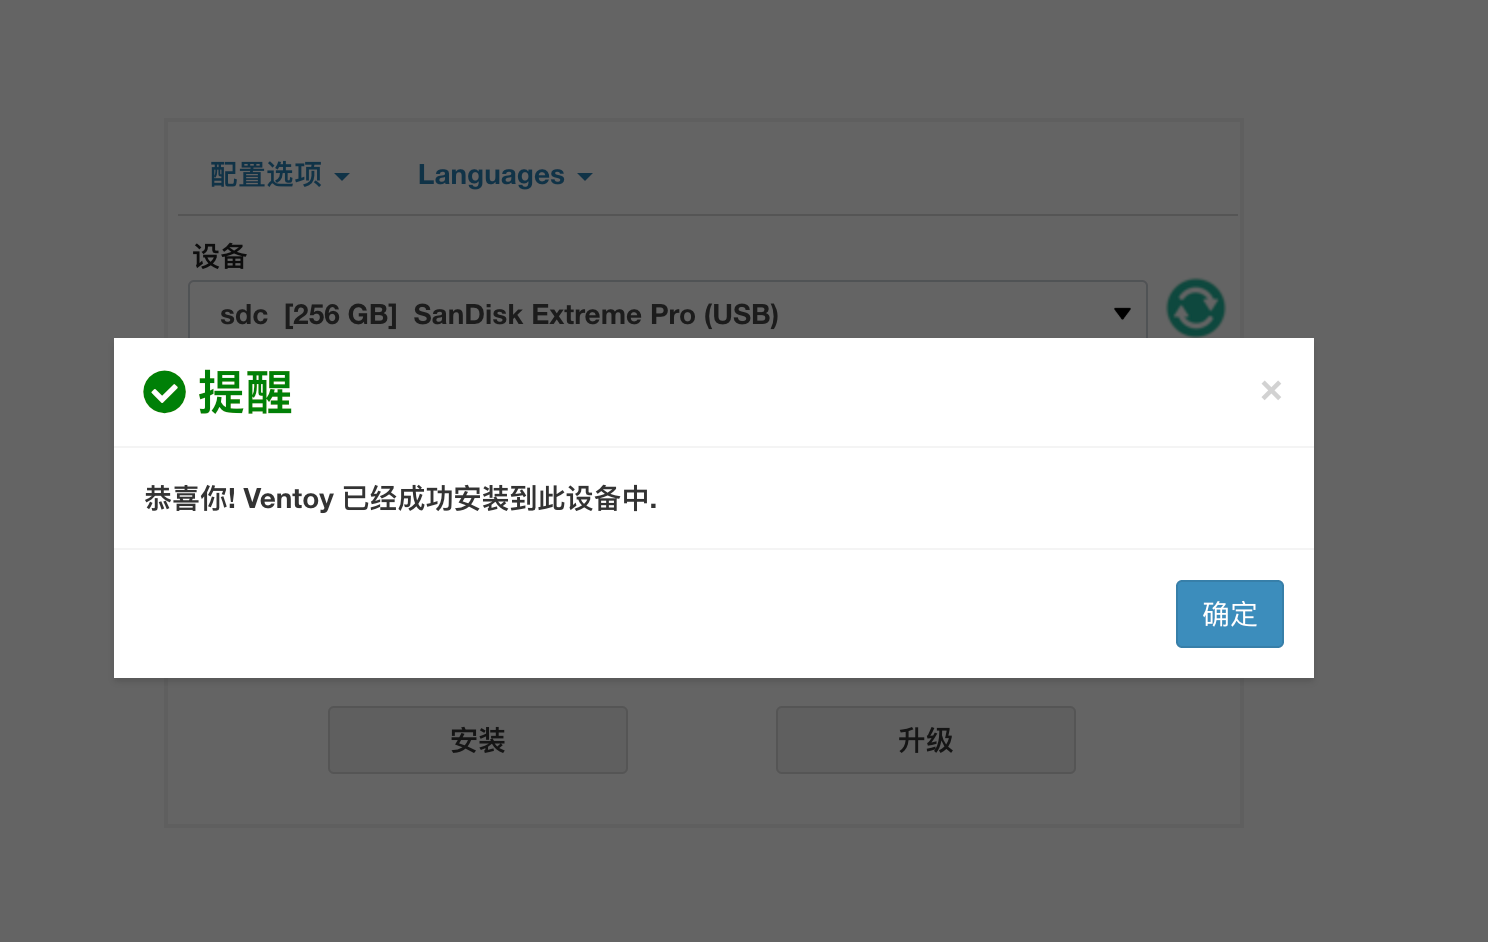 配置选项 Languages
设备
sdc [256 GB] SanDisk Extreme Pro (USB)
提醒 ×
恭喜你! Ventoy 已经成功安装到此设备中.
确定
安装 升级